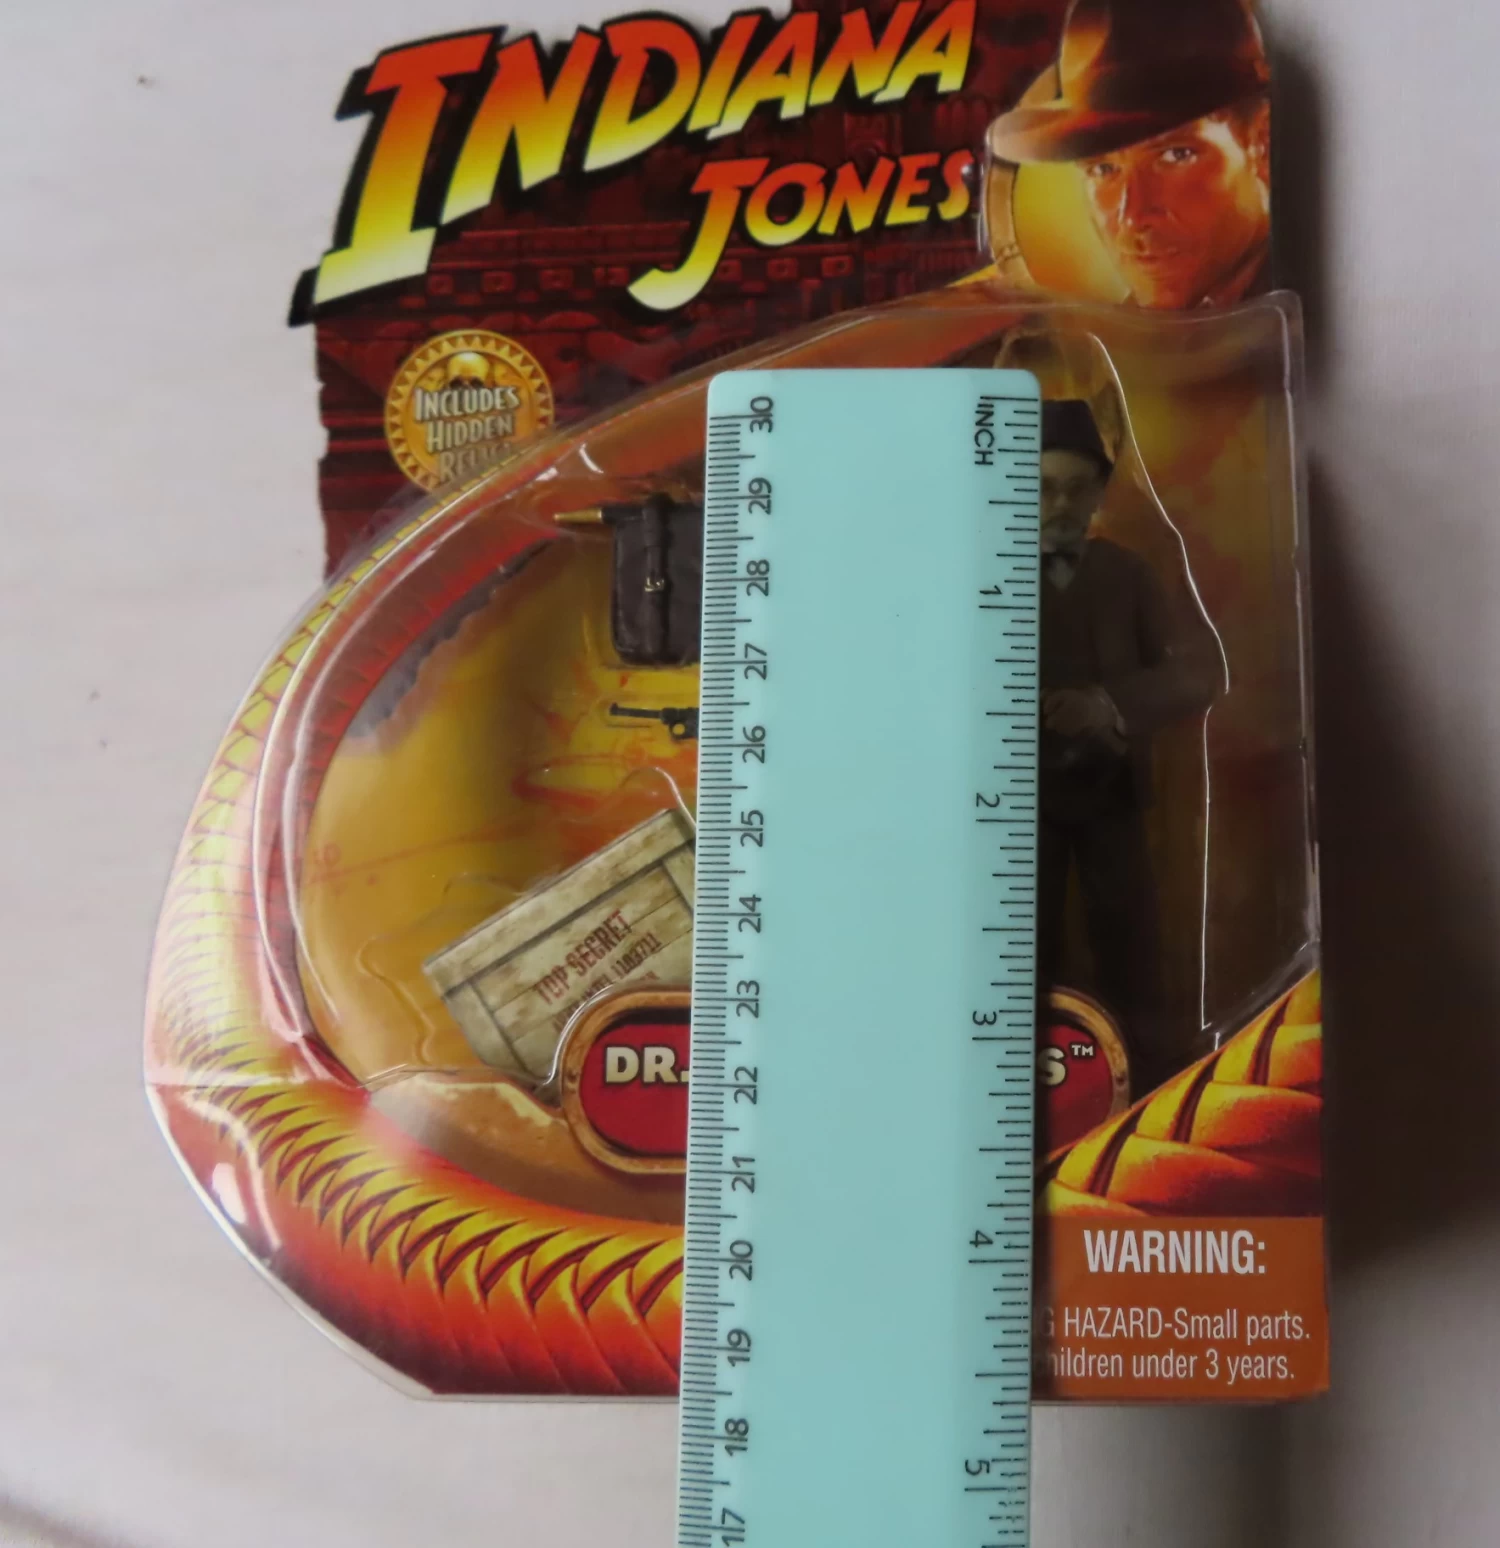 INDIANA
JONES
INCLUDES
HIDDEN
RELIC
INCH
30
29
28
27
26
25
24
23
22
21
20
19
18
17
1
2
3
4
5
TOP SECRET
DR.
S™
WARNING:
G HAZARD-Small parts.
hildren under 3 years.